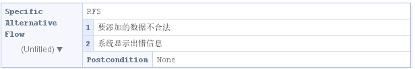 Specific
Alternative
Flow
(Untitled) ▼
RFS
1 要添加的数据不合法
2 系统显示出错信息
Postcondition None